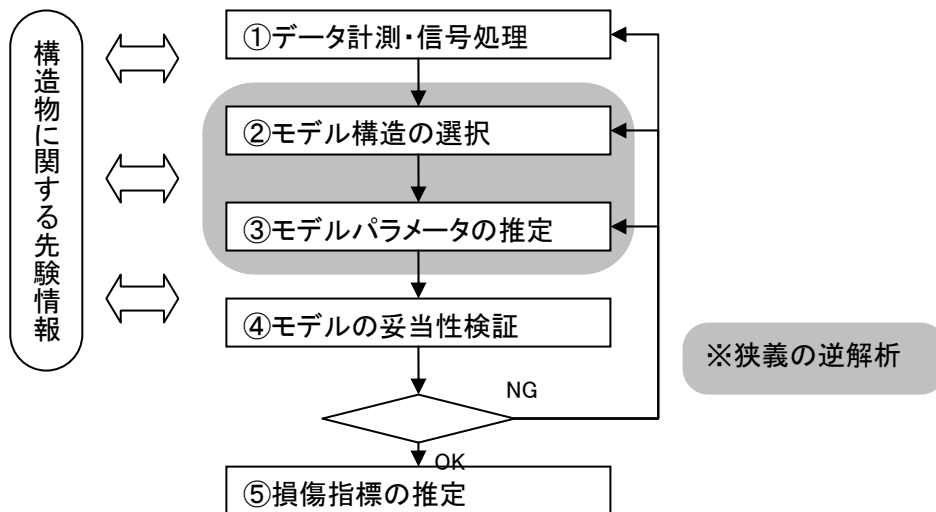 構造物に関する先験情報
①データ計測・信号処理
②モデル構造の選択
③モデルパラメータの推定
④モデルの妥当性検証
※狭義の逆解析
NG
OK
⑤損傷指標の推定